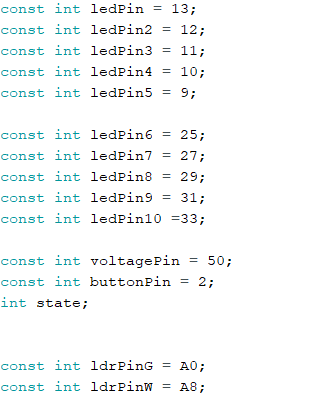 const int ledPin = 13;
const int ledPin2 = 12;
const int ledPin3 = 11;
const int ledPin4 = 10;
const int ledPin5 = 9;
const int ledPin6 = 25;
const int ledPin7 = 27;
const int ledPin8 = 29;
const int ledPin9 = 31;
const int ledPin10 =33;
const int voltagePin = 50;
const int buttonPin = 2;
int state;
const int ldrPinG = A0;
const int ldrPinW = A8;